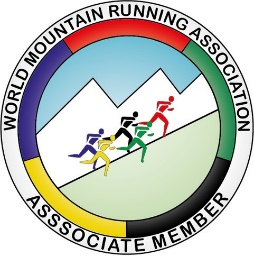 WORLD MOUNTAIN RUNNING ASSOCIATION
ASSSOCIATE MEMBER